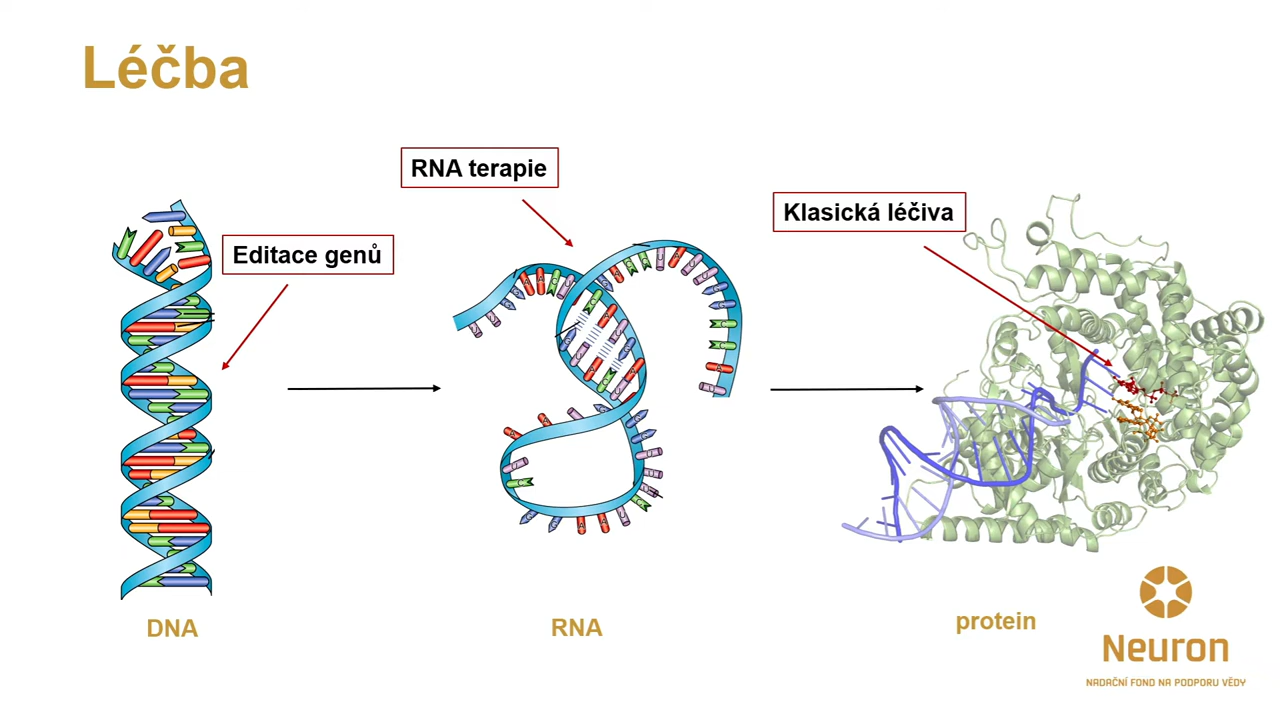 Léčba
RNA terapie
Klasická léčiva
Editace genů
DNA
RNA
protein
Neuron
NADAČNÍ FOND NA PODPORU VĚDY